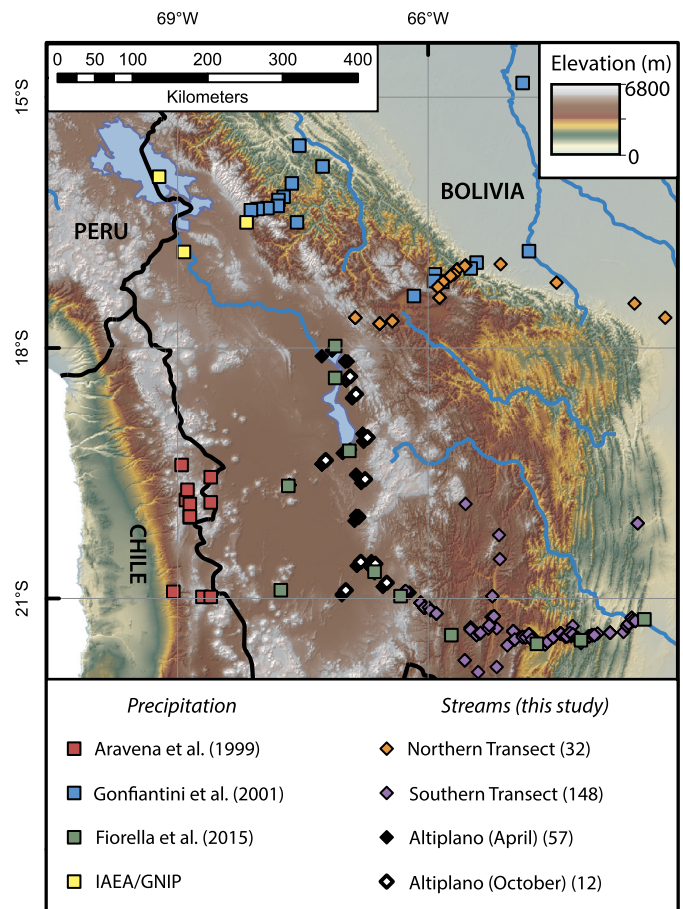 69°W 66°W
0 50 100 200 300 400
Kilometers
Elevation (m)
6800
0
15°S
BOLIVIA
PERU
18°S
CHILE
21°S
Precipitation
Streams (this study)
Aravena et al. (1999)
Northern Transect (32)
Gonfiantini et al. (2001)
Southern Transect (148)
Fiorella et al. (2015)
Altiplano (April) (57)
IAEA/GNIP
Altiplano (October) (12)